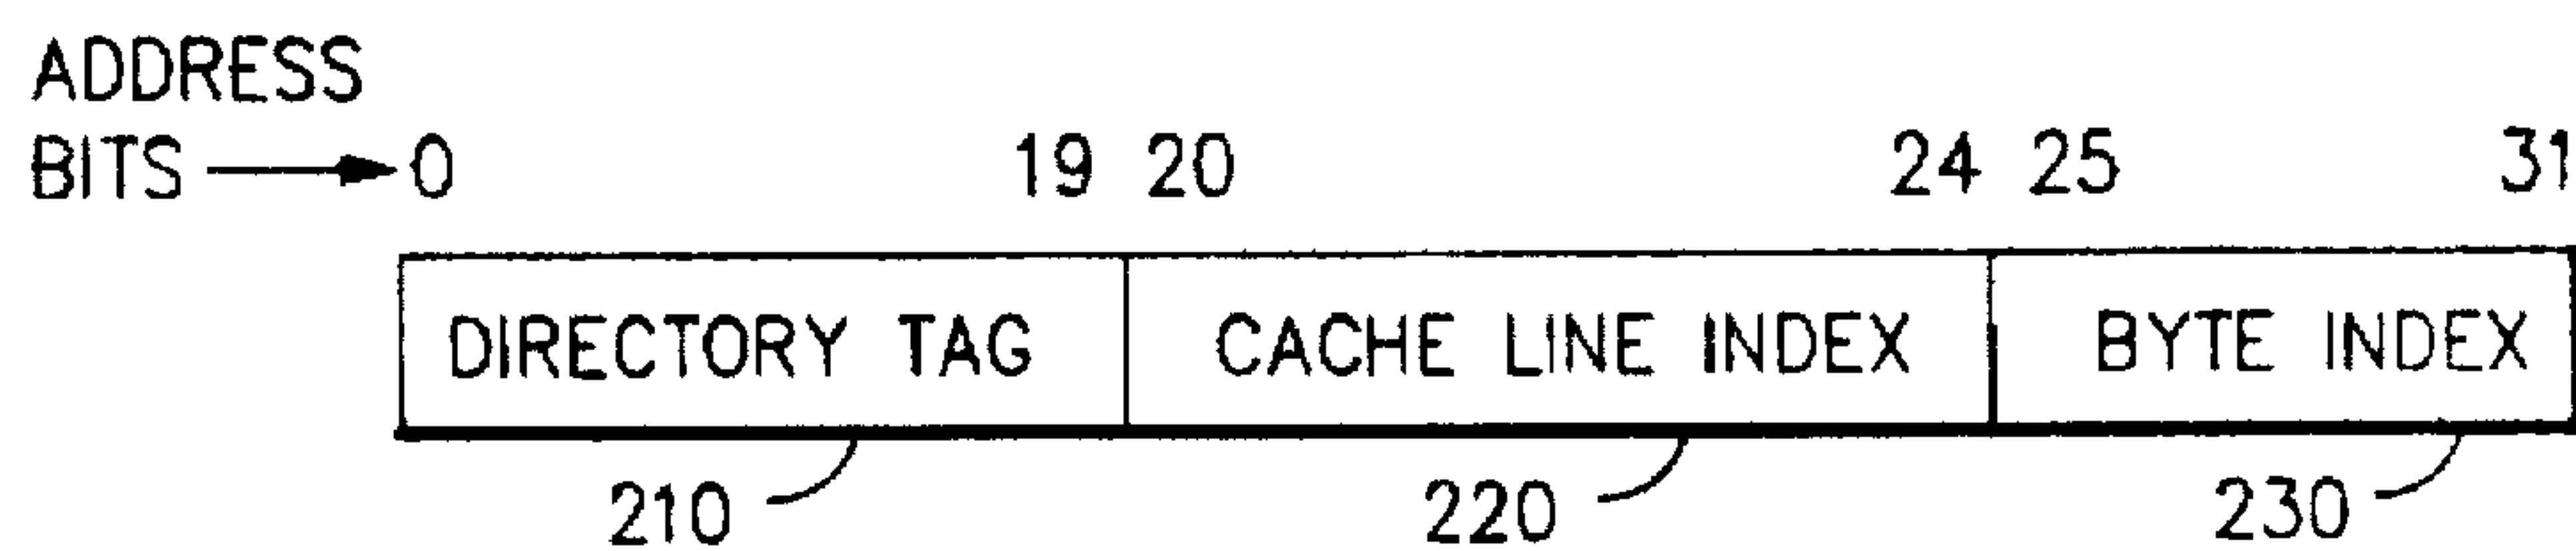 ADDRESS
BITS → 0 19 20 24 25 31
DIRECTORY TAG CACHE LINE INDEX BYTE INDEX
210 220 230